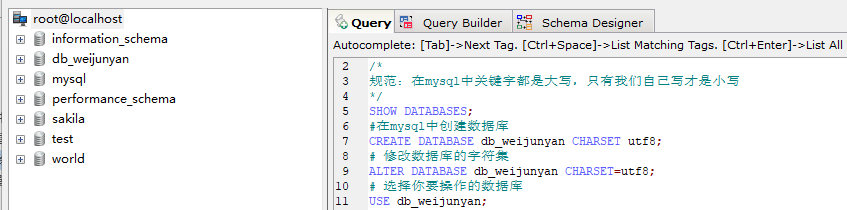 root@localhost
information_schema
db_weijunyan
mysql
performance_schema
sakila
test
world
Query
Query Builder
Schema Designer
Autocomplete: [Tab]->Next Tag. [Ctrl+Space]->List Matching Tags. [Ctrl+Enter]->List All
2 /*
3 规范：在mysql中关键字都是大写，只有我们自己写才是小写
4 */
5 SHOW DATABASES;
6 #在mysql中创建数据库
7 CREATE DATABASE db_weijunyan CHARSET utf8;
8 # 修改数据库的字符集
9 ALTER DATABASE db_weijunyan CHARSET=utf8;
10 # 选择你要操作的数据库
11 USE db_weijunyan;